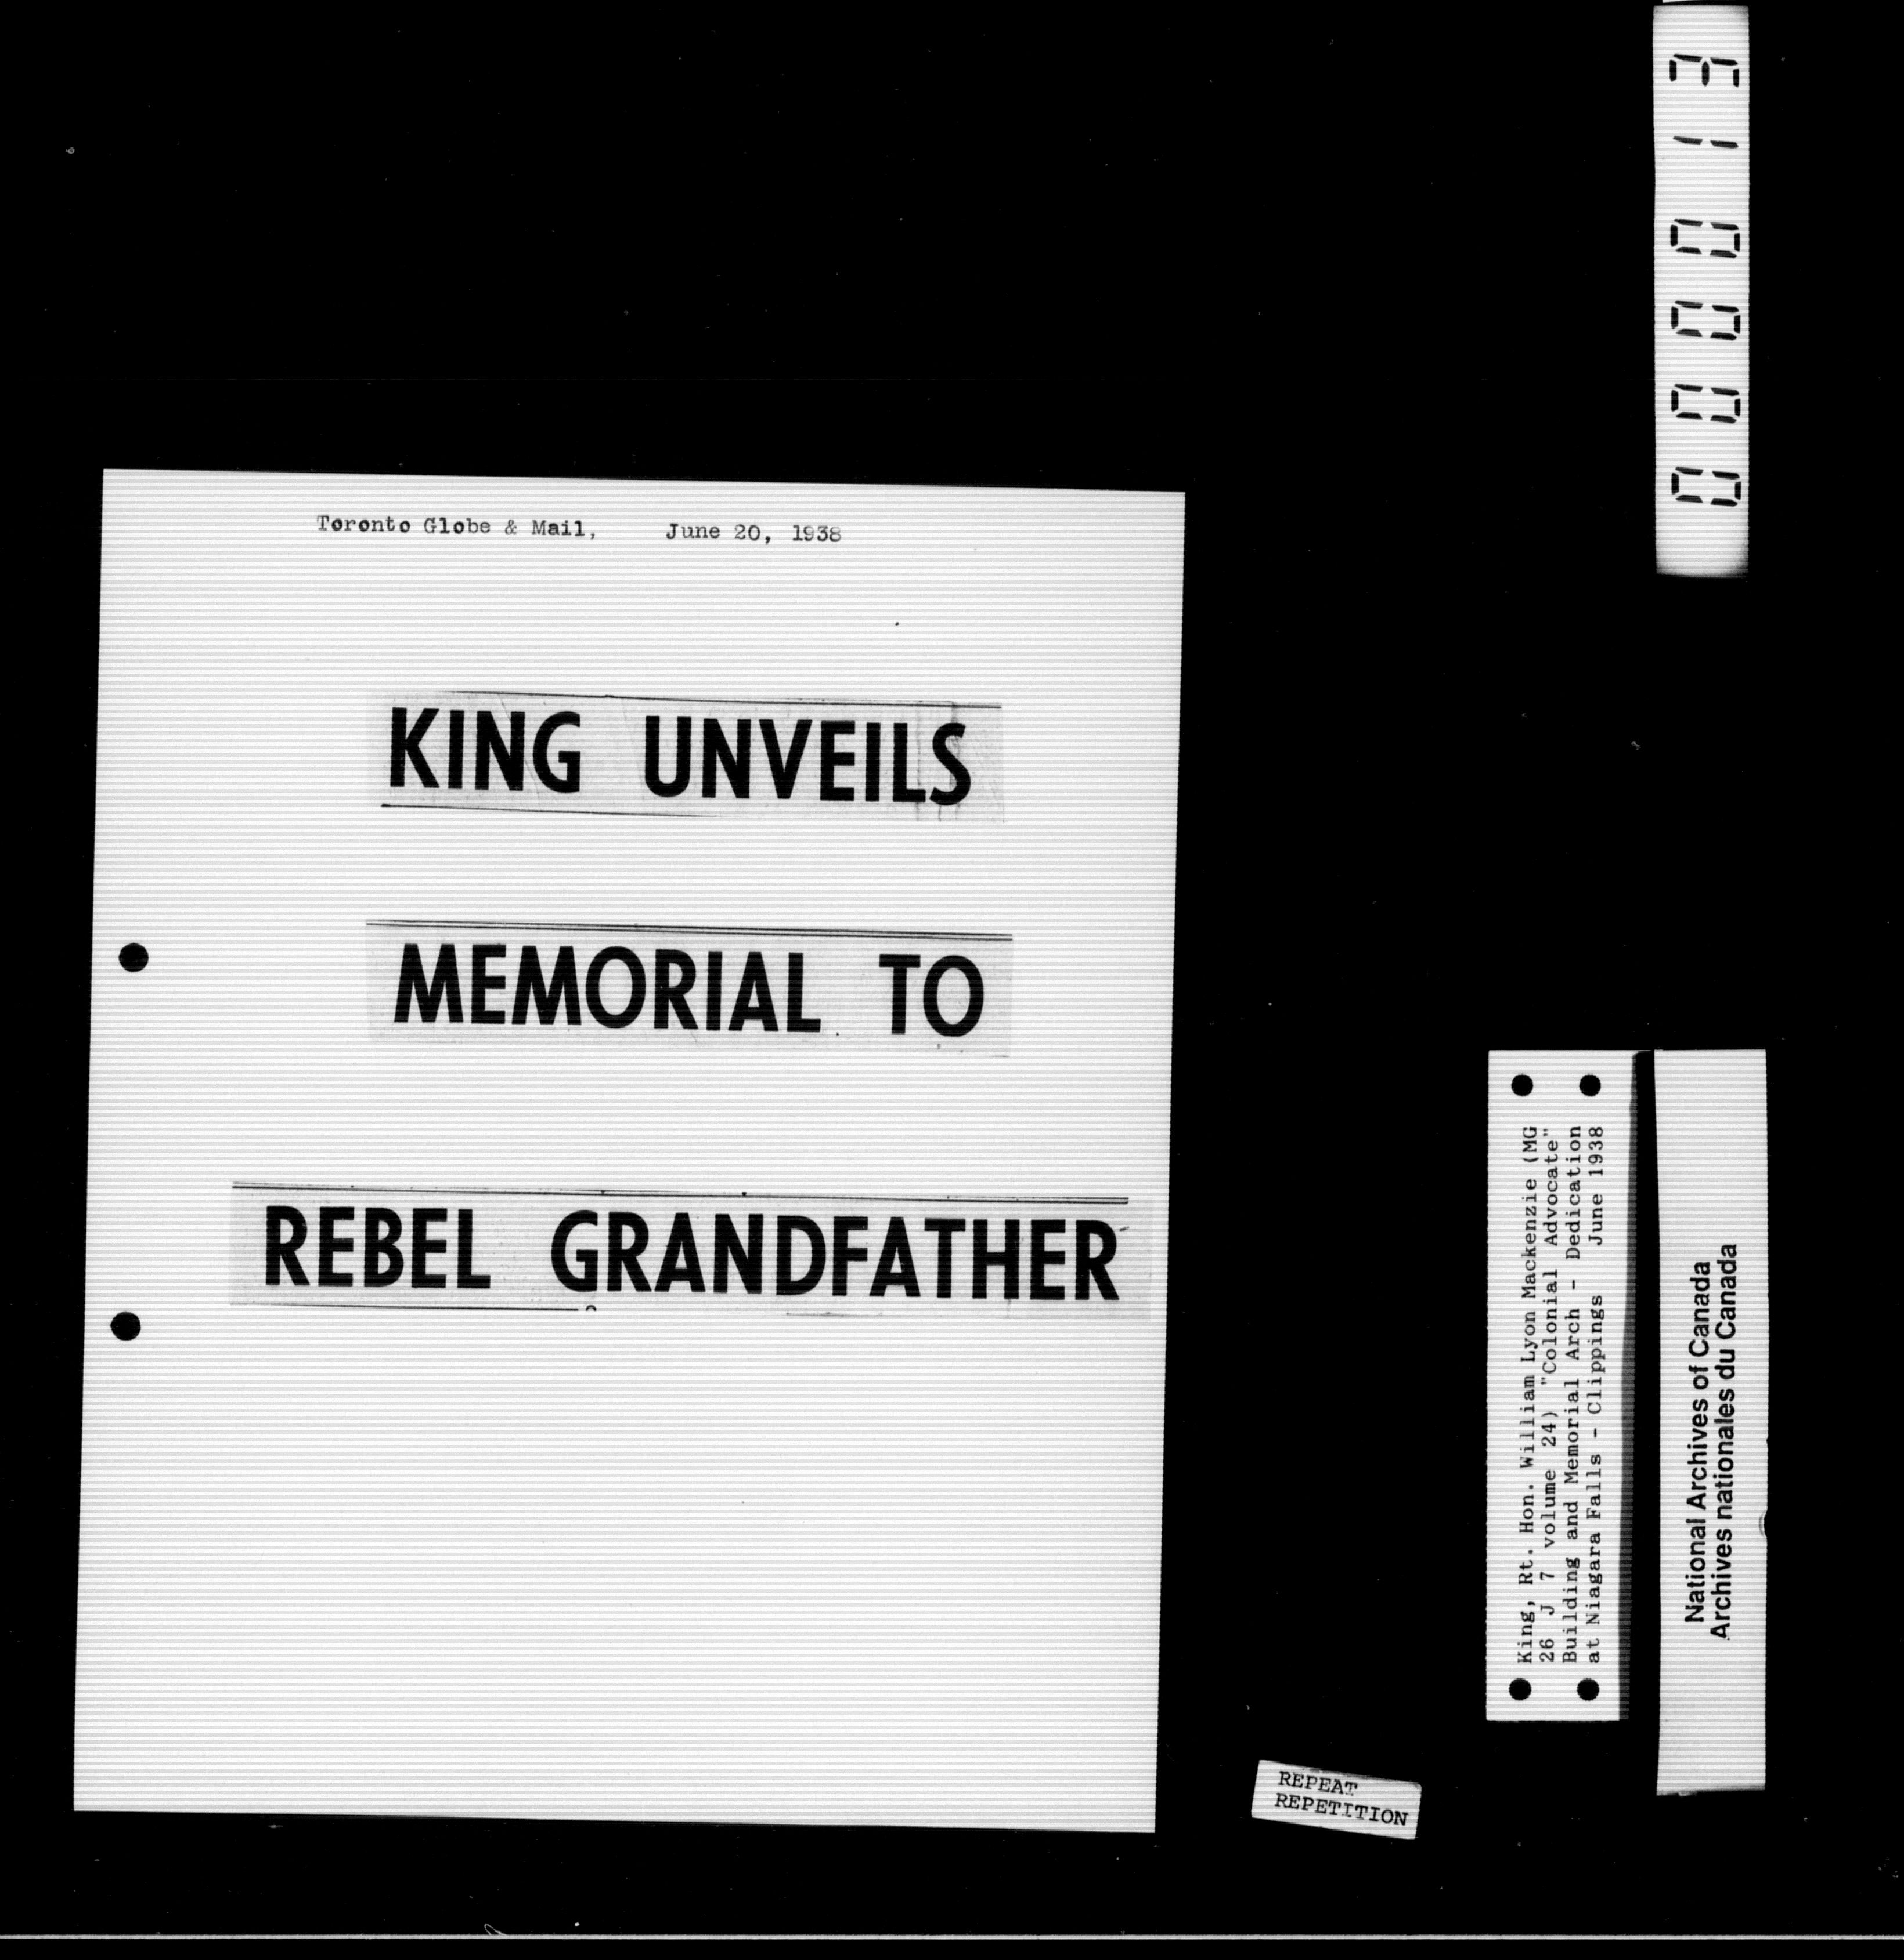 Toronto Globe & Mail, June 20, 1938
KING UNVEILS
MEMORIAL TO
REBEL GRANDFATHER
000013
King, Rt. Hon. William Lyon Mackenzie (MG
26 J 7 volume 24) "Colonial Advocate"
Building and Memorial Arch - Dedication
at Niagara Falls - Clippings June 1938
National Archives of Canada
Archives nationales du Canada
REPEAT
REPETITION